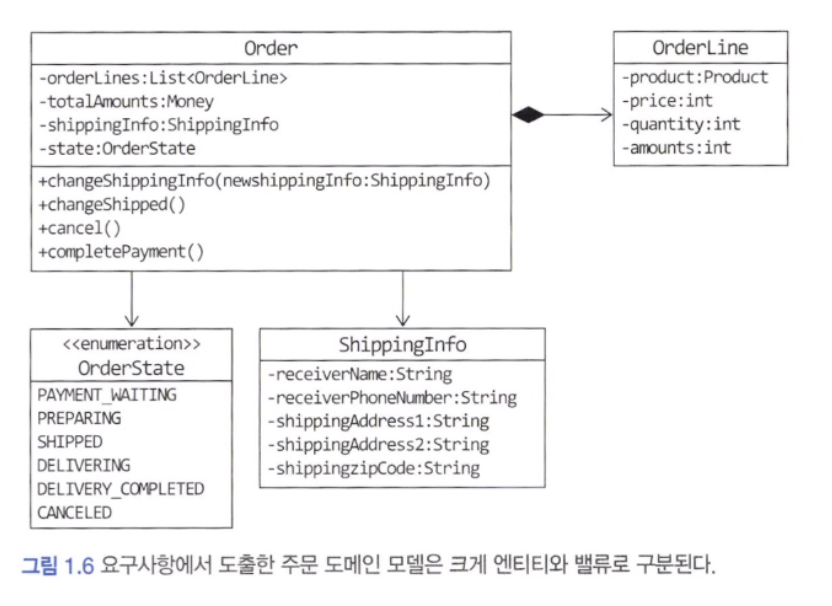 Order
-orderLines:List<OrderLine>
-totalAmounts:Money
-shippingInfo:ShippingInfo
-state:OrderState
+changeShippingInfo(newshippingInfo:ShippingInfo)
+changeShipped()
+cancel()
+completePayment()
OrderLine
-product:Product
-price:int
-quantity:int
-amounts:int
<<enumeration>>
OrderState
PAYMENT_WAITING
PREPARING
SHIPPED
DELIVERING
DELIVERY_COMPLETED
CANCELED
ShippingInfo
-receiverName:String
-receiverPhoneNumber:String
-shippingAddress1:String
-shippingAddress2:String
-shippingzipCode:String
그림 1.6 요구사항에서 도출한 주문 도메인 모델은 크게 엔티티와 밸류로 구분된다.